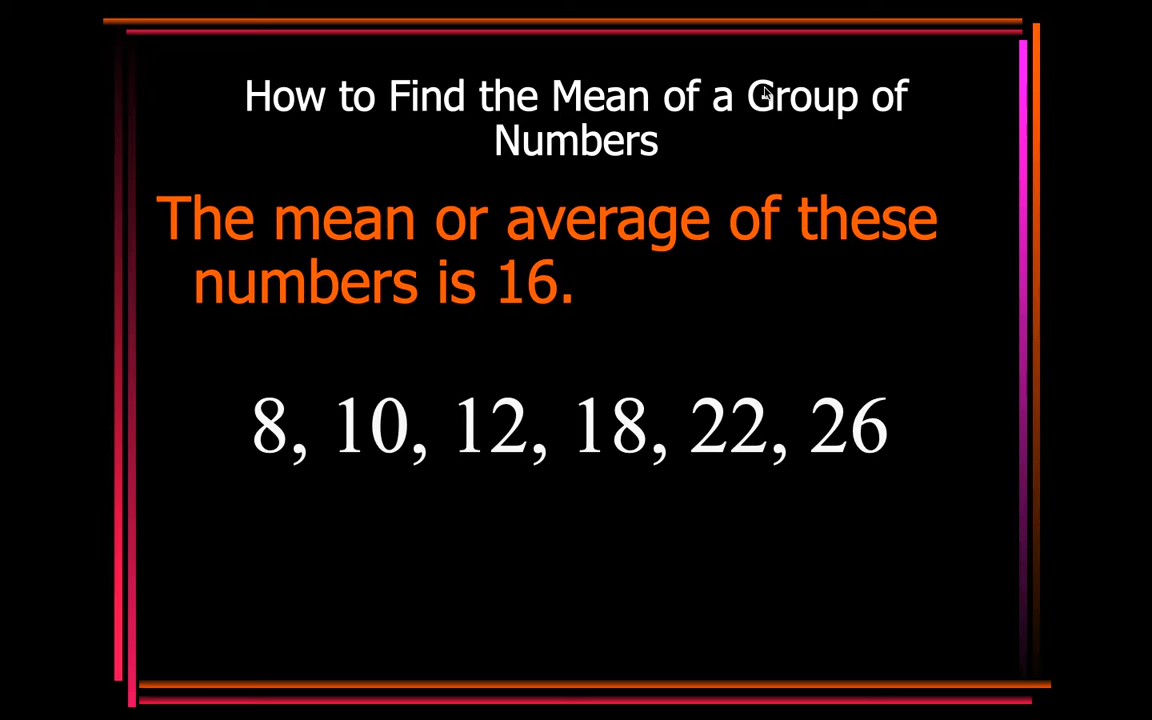 How to Find the Mean of a Group of
Numbers
The mean or average of these
numbers is 16.
8, 10, 12, 18, 22, 26